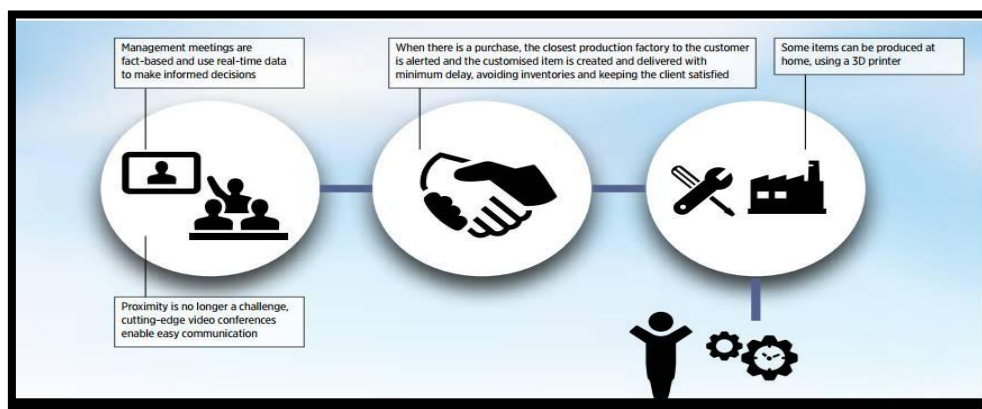 Management meetings are
fact-based and use real-time data
to make informed decisions
When there is a purchase, the closest production factory to the customer
is alerted and the customised item is created and delivered with
minimum delay, avoiding inventories and keeping the client satisfied
Some items can be produced at
home, using a 3D printer
Proximity is no longer a challenge,
cutting-edge video conferences
enable easy communication